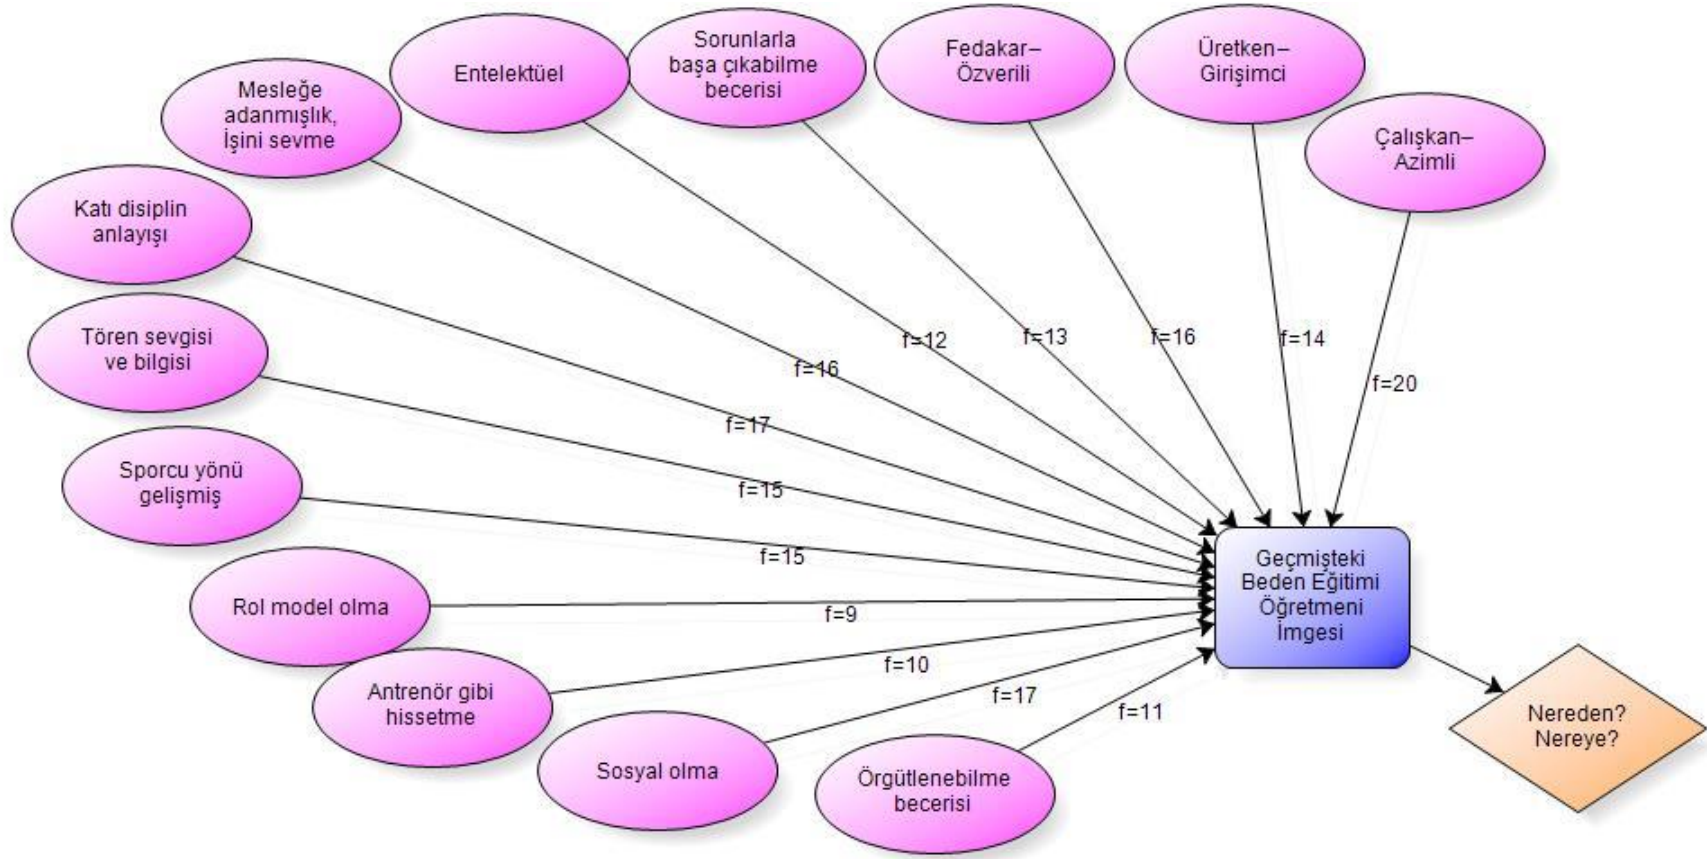 Sorunlarla
başa çıkabilme
becerisi
Fedakar–
Özverili
Üretken–
Girişimci
Entelektüel
Mesleğe
adanmışlık,
İşini sevme
Çalışkan–
Azimli
Katı disiplin
anlayışı
Tören sevgisi
ve bilgisi
Sporcu yönü
gelişmiş
Rol model olma
Antrenör gibi
hissetme
Sosyal olma
Örgütlenebilme
becerisi
f=12
f=13
f=16
f=14
f=20
f=16
f=17
f=15
f=15
f=9
f=10
f=17
f=11
Geçmişteki
Beden Eğitimi
Öğretmeni
İmgesi
Nereden?
Nereye?